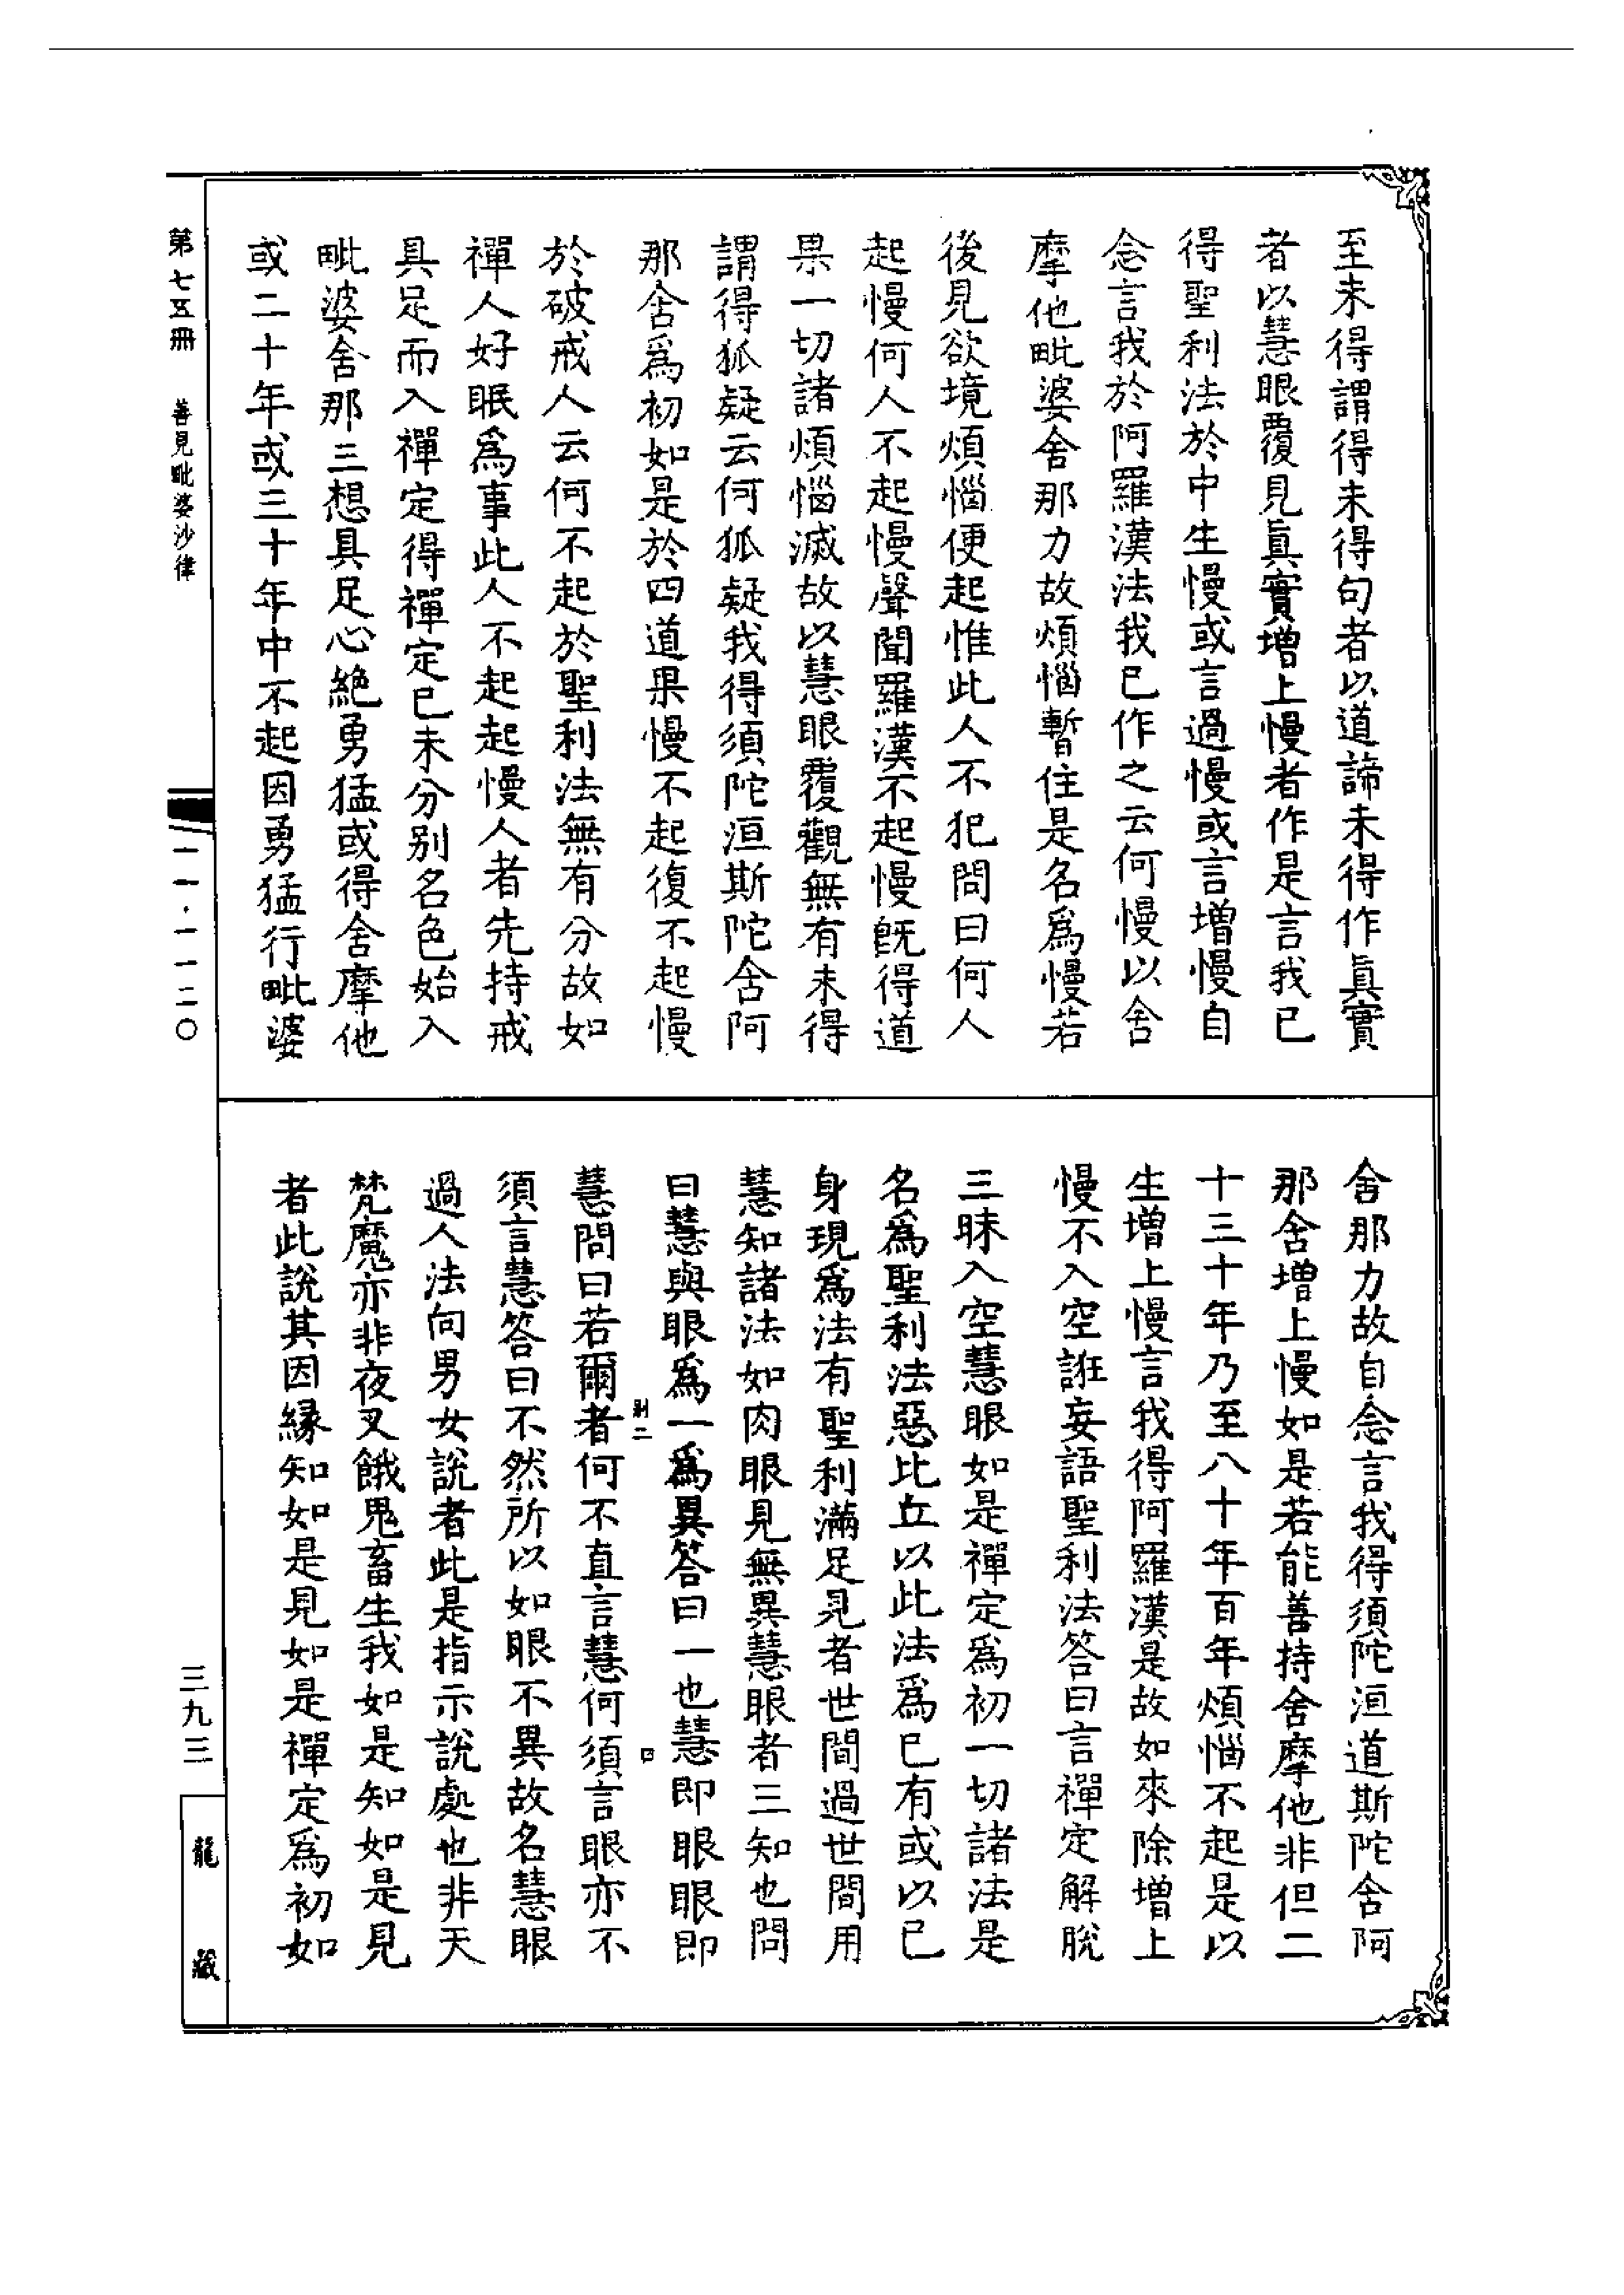 至未得謂得未得句者以道諦未得作真實
者以慧眼覆見真實增上慢者作是言我已
得聖利法於中生慢或言過慢或言增慢自
念言我於阿羅漢法我已作之云何慢以舍
摩他毗婆舍那力故煩惱暫住是名爲慢若
後見欲境煩惱便起惟此人不犯問曰何人
起慢何人不起慢聲聞羅漢不起慢旣得道
果一切諸煩惱滅故以慧眼覆觀無有未得
謂得狐疑云何狐疑我得須陀洹斯陀舍阿
那舍爲初如是於四道果慢不起復不起慢
於破戒人云何不起於聖利法無有分故如
禪人好眠爲事此人不起起慢人者先持戒
具足而入禪定得禪定已未分別名色始入
毗婆舍那三想具足心絶勇猛或得舍摩他
或二十年或三十年中不起因勇猛行毗婆
舍那力故自念言我得須陀洹道斯陀舍阿
那舍增上慢如是若能善持舍摩他非但二
十三十年乃至八十年百年煩惱不起是以
生增上慢言我得阿羅漢是故如來除增上
慢不入空誑妄語聖利法答曰言禪定解脫
三昧入空慧眼如是禪定爲初一切諸法是
名爲聖利法惡比丘以此法爲已有或以已
身現爲法有聖利滿足見者世間過世間用
慧知諸法如肉眼見無異慧眼者三知也問
曰慧與眼爲一爲異答曰一也慧即眼眼即
慧問曰若爾者何不直言慧何須言眼亦不
須言慧答曰不然所以如眼不異故名慧眼
過人法向男女說者此是指示說處也非天
梵魔亦非夜叉餓鬼畜生我如是知如是見
者此說其因緣知如是見如是禪定爲初如
第七五冊 善見毗婆沙律
一一·一一二〇
三九三
龍藏